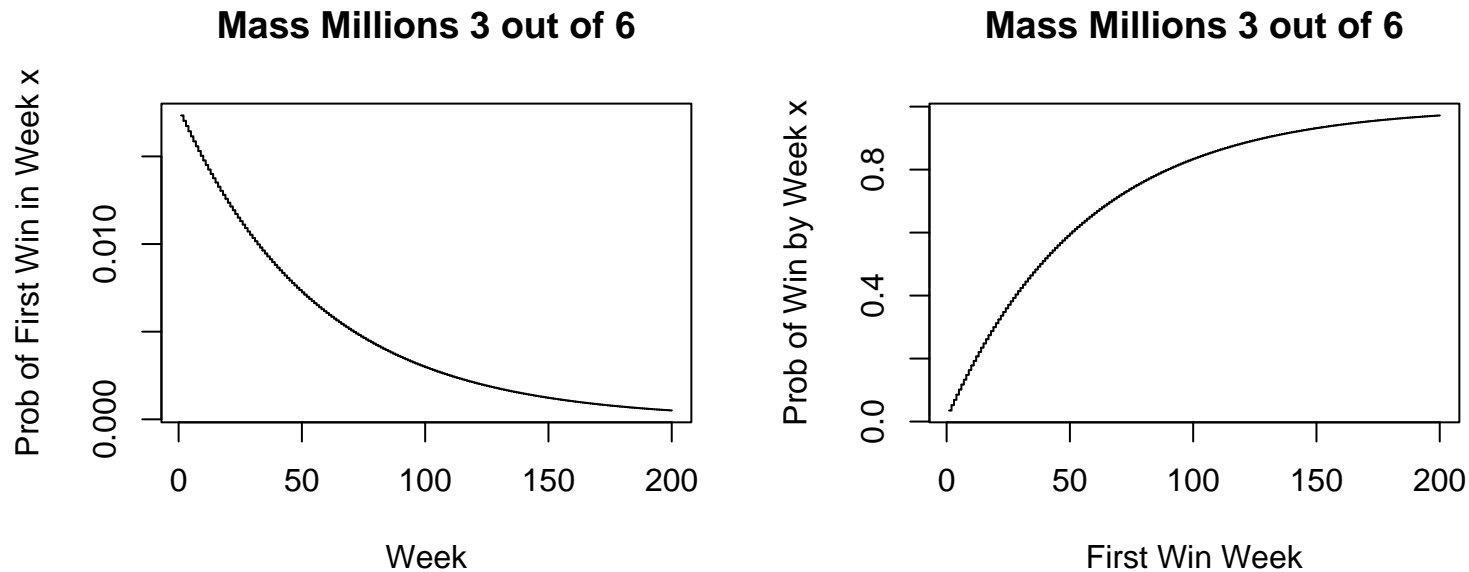 Mass Millions 3 out of 6
Prob of First Win in Week x
0.010
0.000
0 50 100 150 200
Week
Mass Millions 3 out of 6
Prob of Win by Week x
0.8
0.4
0.0
0 50 100 150 200
First Win Week